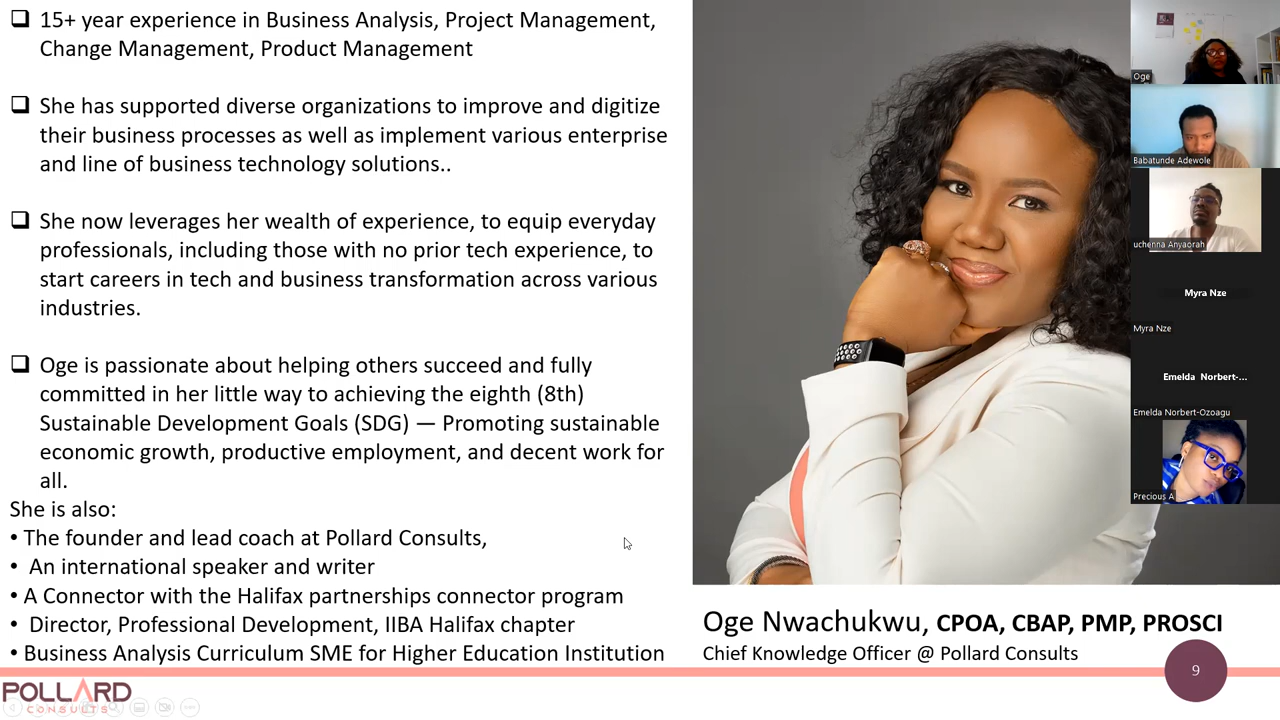 15+ year experience in Business Analysis, Project Management,
Change Management, Product Management
She has supported diverse organizations to improve and digitize
their business processes as well as implement various enterprise
and line of business technology solutions..
She now leverages her wealth of experience, to equip everyday
professionals, including those with no prior tech experience, to
start careers in tech and business transformation across various
industries.
Oge is passionate about helping others succeed and fully
committed in her little way to achieving the eighth (8th)
Sustainable Development Goals (SDG) — Promoting sustainable
economic growth, productive employment, and decent work for
all.
She is also:
• The founder and lead coach at Pollard Consults,
• An international speaker and writer
• A Connector with the Halifax partnerships connector program
• Director, Professional Development, IIBA Halifax chapter
• Business Analysis Curriculum SME for Higher Education Institution
Oge Nwachukwu, CPOA, CBAP, PMP, PROSCI
Chief Knowledge Officer @ Pollard Consults
9
POLLARD
CONSULTS
Oge
Babatunde Adewole
uchenna Anyaorah
Myra Nze
Myra Nze
Emelda Norbert-...
Emelda Norbert-Ozoagu
Precious A